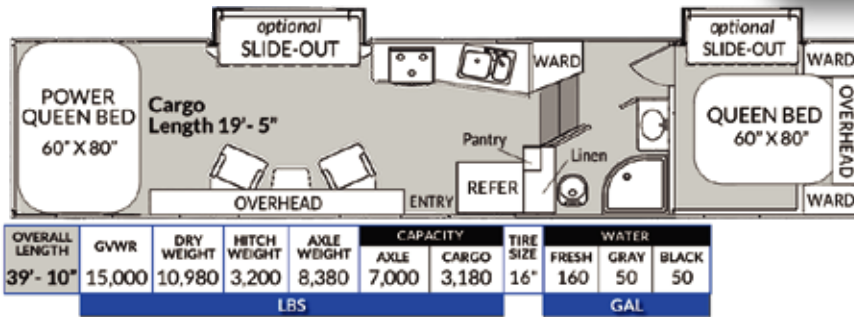 optional
SLIDE-OUT
optional
SLIDE-OUT
WARD
WARD
POWER
QUEEN BED
60" X 80"
Cargo
Length 19'- 5"
QUEEN BED
60" X 80"
OVERHEAD
Pantry
Linen
REFER
ENTRY
OVERHEAD
WARD
OVERALL LENGTH GVWR DRY WEIGHT HITCH WEIGHT AXLE WEIGHT CAPACITY AXLE CARGO TIRE SIZE WATER FRESH GRAY BLACK
39'- 10" 15,000 10,980 3,200 8,380 7,000 3,180 16" 160 50 50
LBS GAL